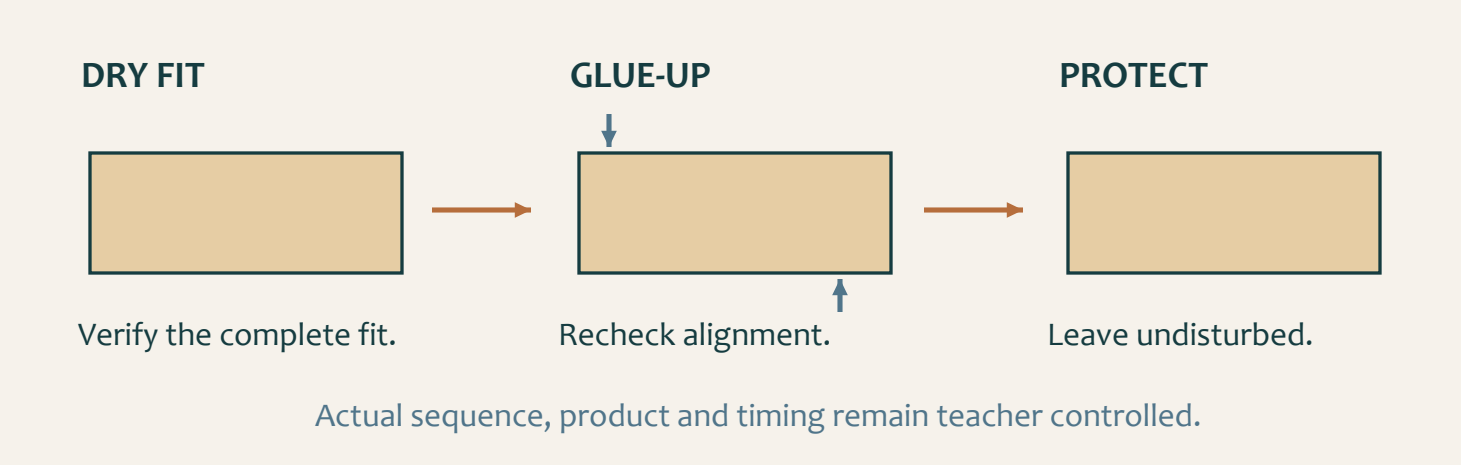 DRY FIT
GLUE-UP
PROTECT
Verify the complete fit.
Recheck alignment.
Leave undisturbed.
Actual sequence, product and timing remain teacher controlled.